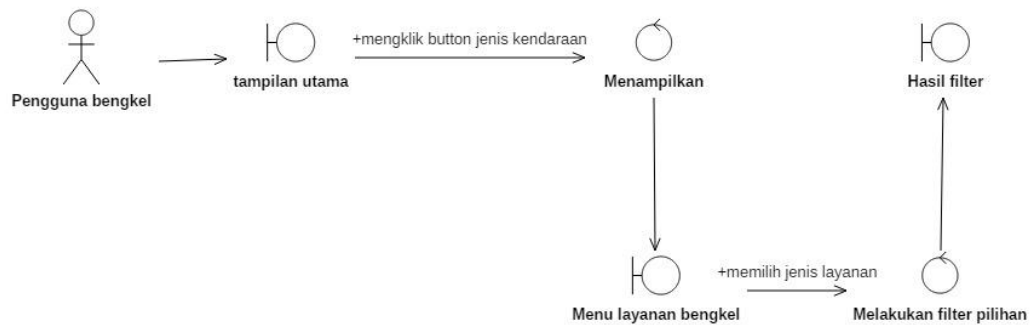 +mengklik button jenis kendaraan
Pengguna bengkel
tampilan utama
Menampilkan
Hasil filter
+memilih jenis layanan
Menu layanan bengkel
Melakukan filter pilihan